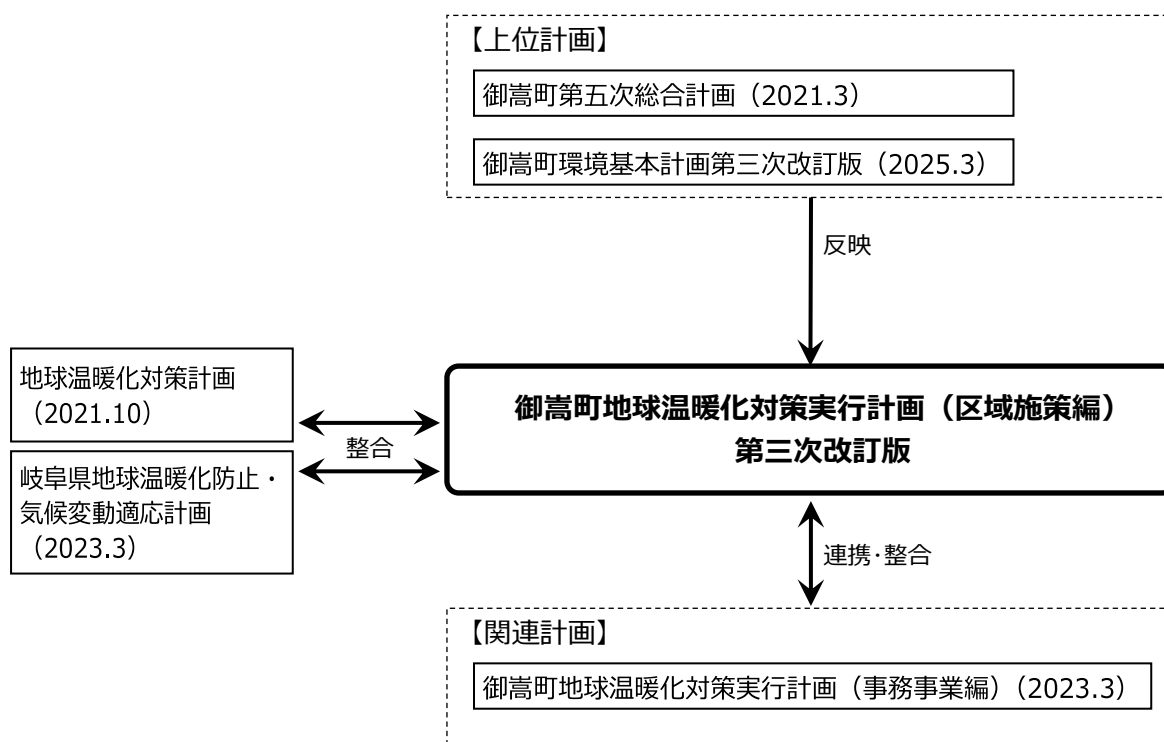 【上位計画】
御嵩町第五次総合計画（2021.3）
御嵩町環境基本計画第三次改訂版（2025.3）
反映
地球温暖化対策計画
（2021.10）
整合
岐阜県地球温暖化防止・
気候変動適応計画
（2023.3）
御嵩町地球温暖化対策実行計画（区域施策編）
第三次改訂版
連携・整合
【関連計画】
御嵩町地球温暖化対策実行計画（事務事業編）（2023.3）